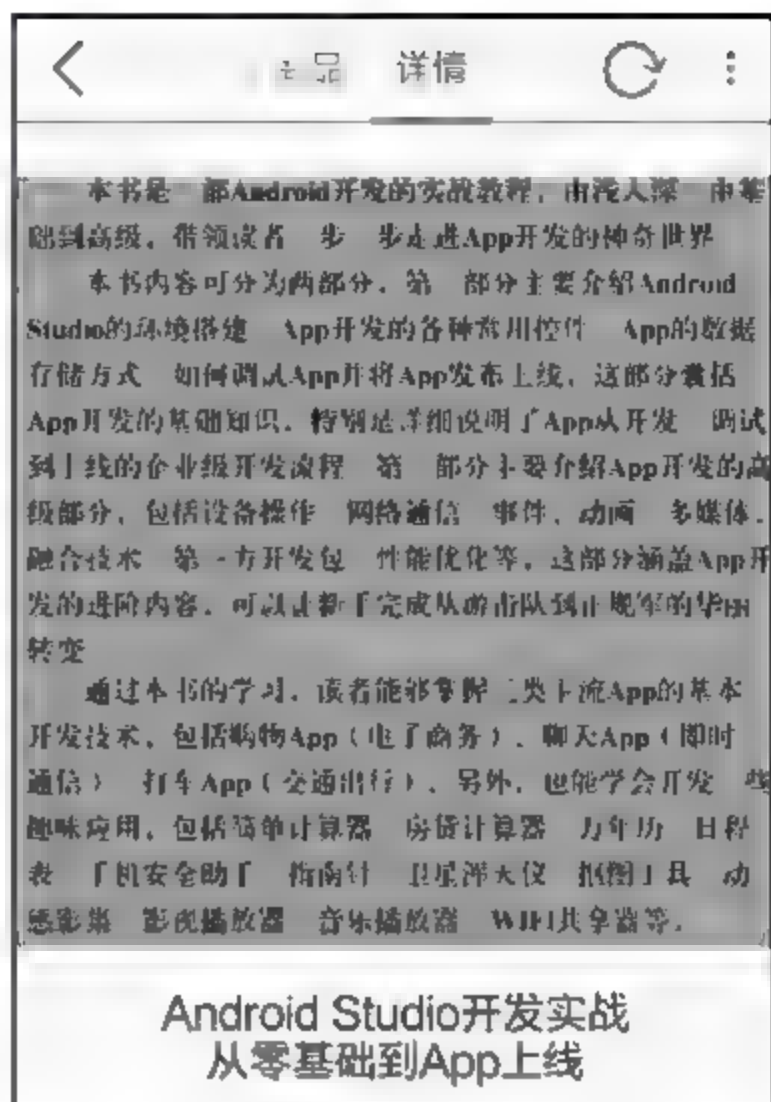 品 详情
本书是 部Android开发的实战教程,由浅入深 由基
础到高级,带领读者 步 步走进App开发的神奇世界
本书内容可分为两部分,第 部分主要介绍Android
Studio的环境搭建 App开发的各种常用控件 App的数据
存储方式 如何调试App并将App发布上线,这部分囊括
App开发的基础知识,特别是详细说明了App从开发 调试
到上线的企业级开发流程 第 部分主要介绍App开发的高
级部分,包括设备操作 网络通信 事件,动画 多媒体,
融合技术 第 方开发包 性能优化等,这部分涵盖App开
发的进阶内容,可以让新手完成从游击队到正规军的华丽
转变
通过本书的学习,读者能够掌握 类主流App的基本
开发技术,包括购物App(电子商务),聊天App(即时
通信) 打车App(交通出行),另外,也能学会开发 些
趣味应用,包括简单计算器 房贷计算器 万年历 日程
表 手机安全助手 指南针 卫星浑天仪 抠图工具 动
感影集 影视播放器 音乐播放器 WIFI共享器等。
Android Studio开发实战
从零基础到App上线